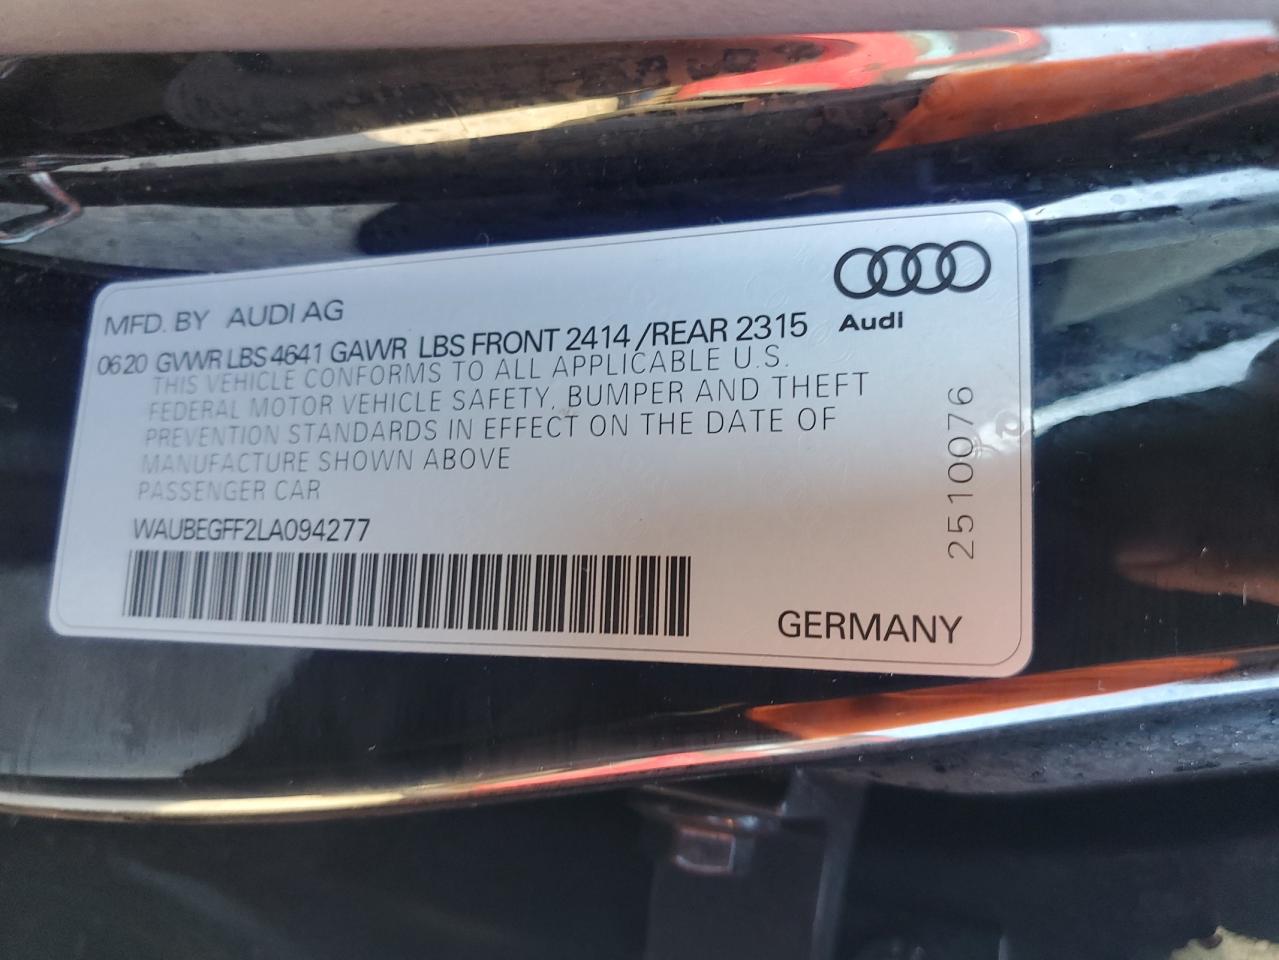 MFD. BY AUDI AG
0620 GVWR LBS 4641 GAWR LBS FRONT 2414 / REAR 2315
Audi
THIS VEHICLE CONFORMS TO ALL APPLICABLE U.S.
FEDERAL MOTOR VEHICLE SAFETY, BUMPER AND THEFT
PREVENTION STANDARDS IN EFFECT ON THE DATE OF
MANUFACTURE SHOWN ABOVE
PASSENGER CAR
WAUBEGFF2LA094277
2510076
GERMANY